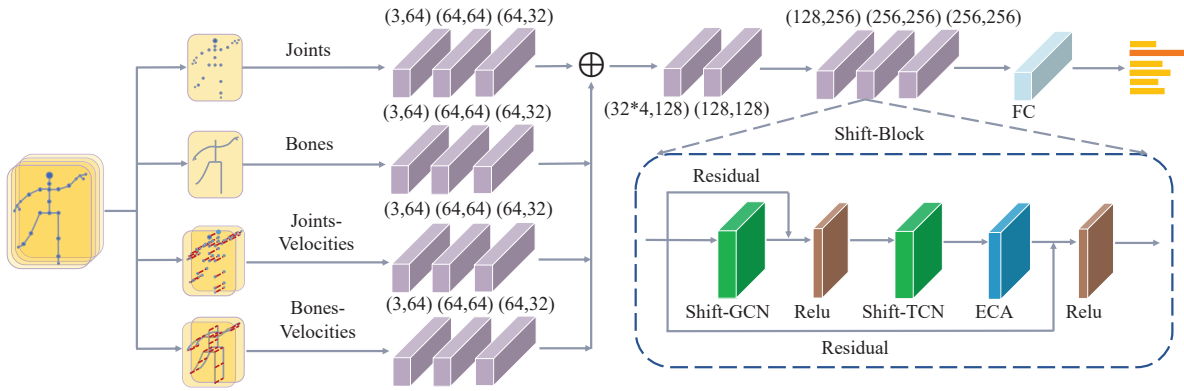 (3,64) (64,64) (64,32)
Joints
(3,64) (64,64) (64,32)
Bones
(3,64) (64,64) (64,32)
Joints-
Velocities
(3,64) (64,64) (64,32)
Bones-
Velocities
(32*4,128) (128,128)
(128,256) (256,256) (256,256)
FC
Shift-Block
Residual
Shift-GCN Relu Shift-TCN ECA Relu
Residual